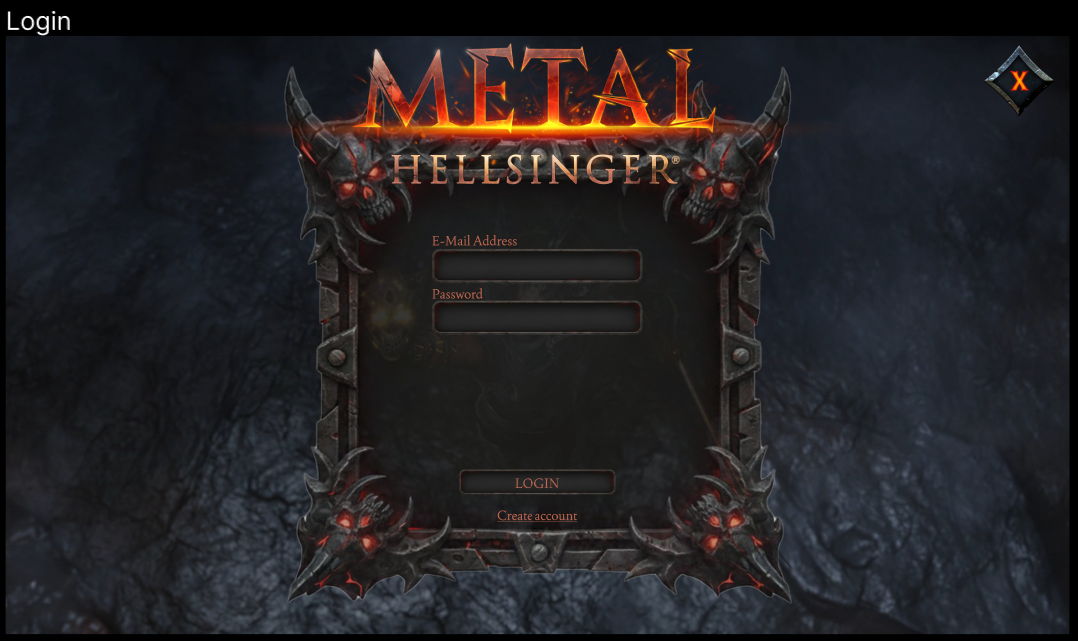 Login
METAL
HELLSINGER®
X
E-Mail Address
Password
LOGIN
Create account